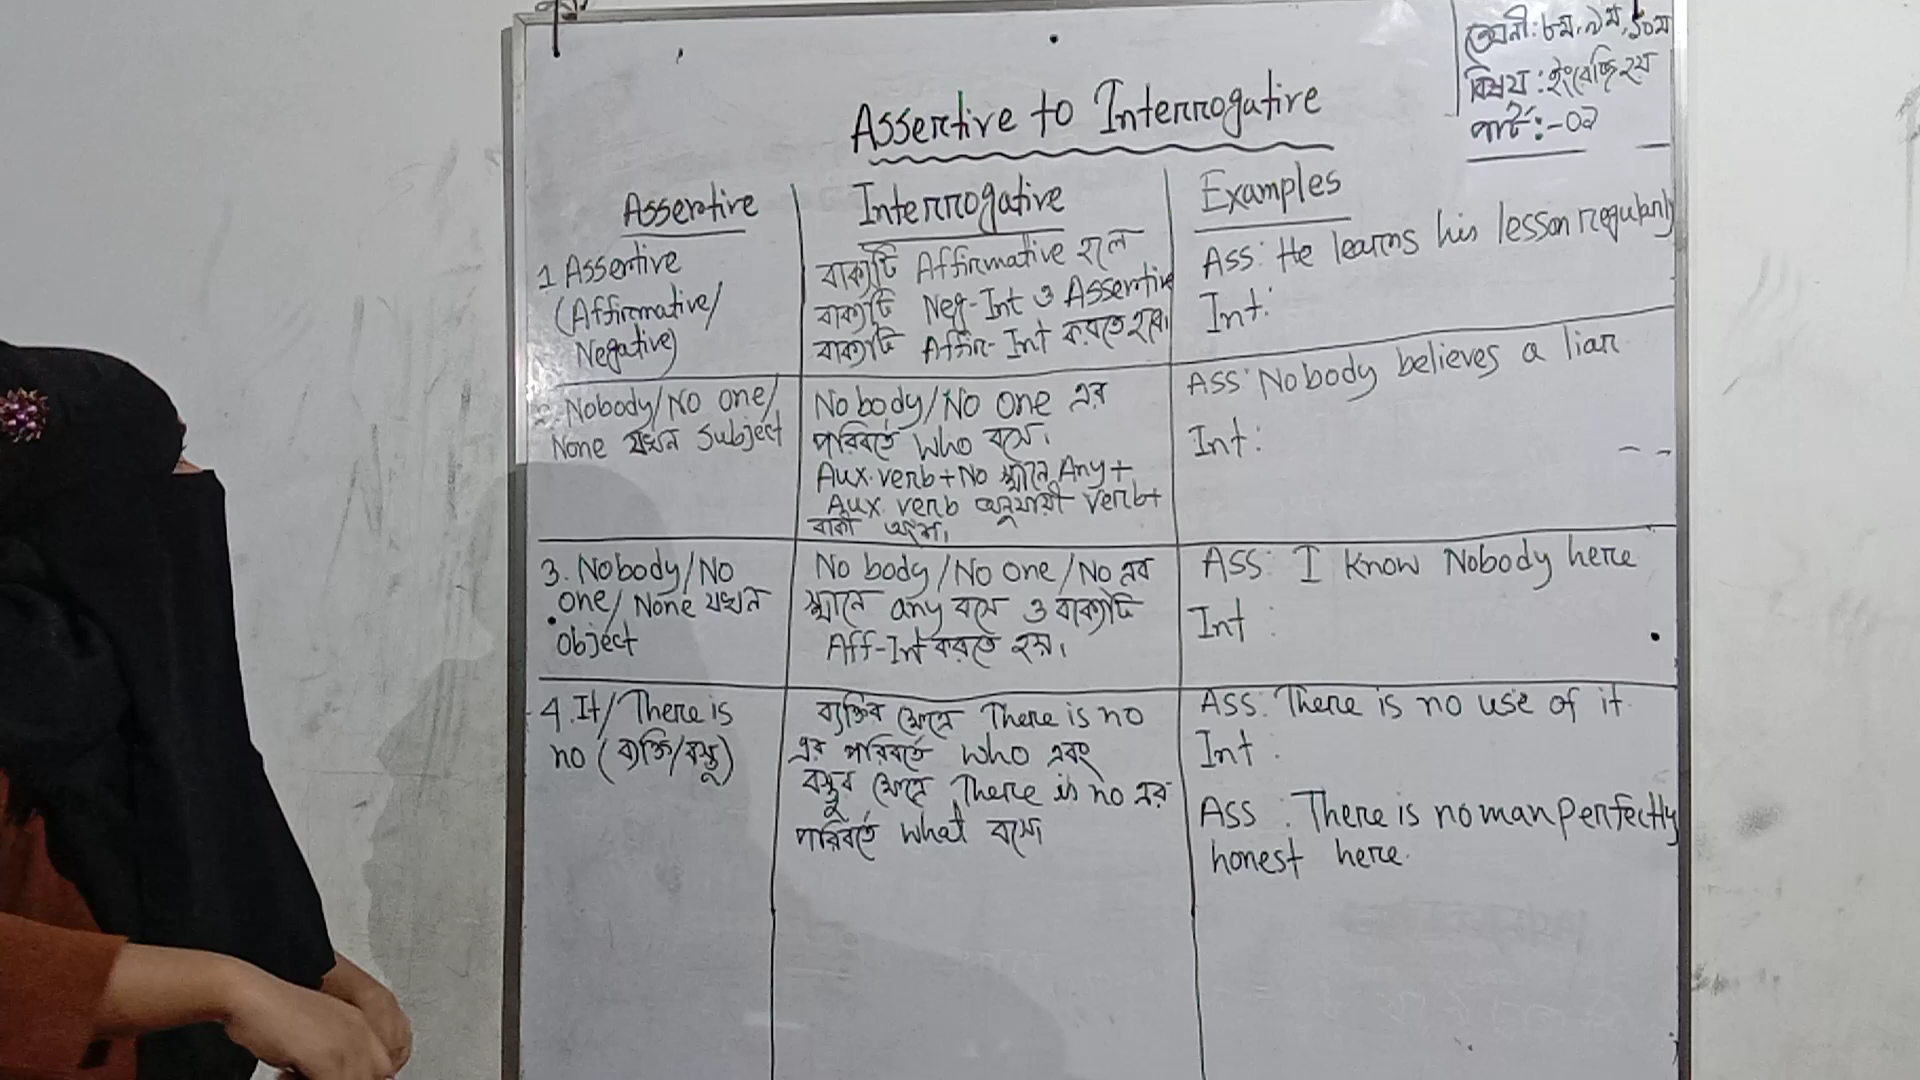 শ্রেনী: ৮ম, ৯ম, ১০ম
বিষয় : ইংরেজি ২য়
পার্ট :-০২
Assertive to Interrogative
Assertive
1 Assertive
(Affirmative/
Negative)
Interrogative
বাক্যটি Affirmative হলে
বাক্যটি Neg-Int ও Assertive
বাক্যটি Affir-Int করতে হবে।
Examples
Ass: He learns his lesson regularly
Int:
2. Nobody/No one/
None যখন Subject
Nobody/No one এর
পরিবর্তে Who বসে।
Aux.verb+No স্থানে Any+
Aux. verb অনুযায়ী verb+
বাকী অংশ।
Ass: Nobody believes a liar
Int:
3. Nobody/No
one/ None যখন
Object
No body/No one/No এর
স্থানে any বসে ও বাক্যটি
Aff-Int করতে হয়।
Ass: I know Nobody here
Int :
4. It/There is
no (ব্যক্তি/বস্তু)
ব্যক্তির ক্ষেত্রে There is no
এর পরিবর্তে who এবং
বস্তুর ক্ষেত্রে There is no এর
পরিবর্তে what বসে।
Ass: There is no use of it.
Int :
Ass : There is no man perfectly
honest here.